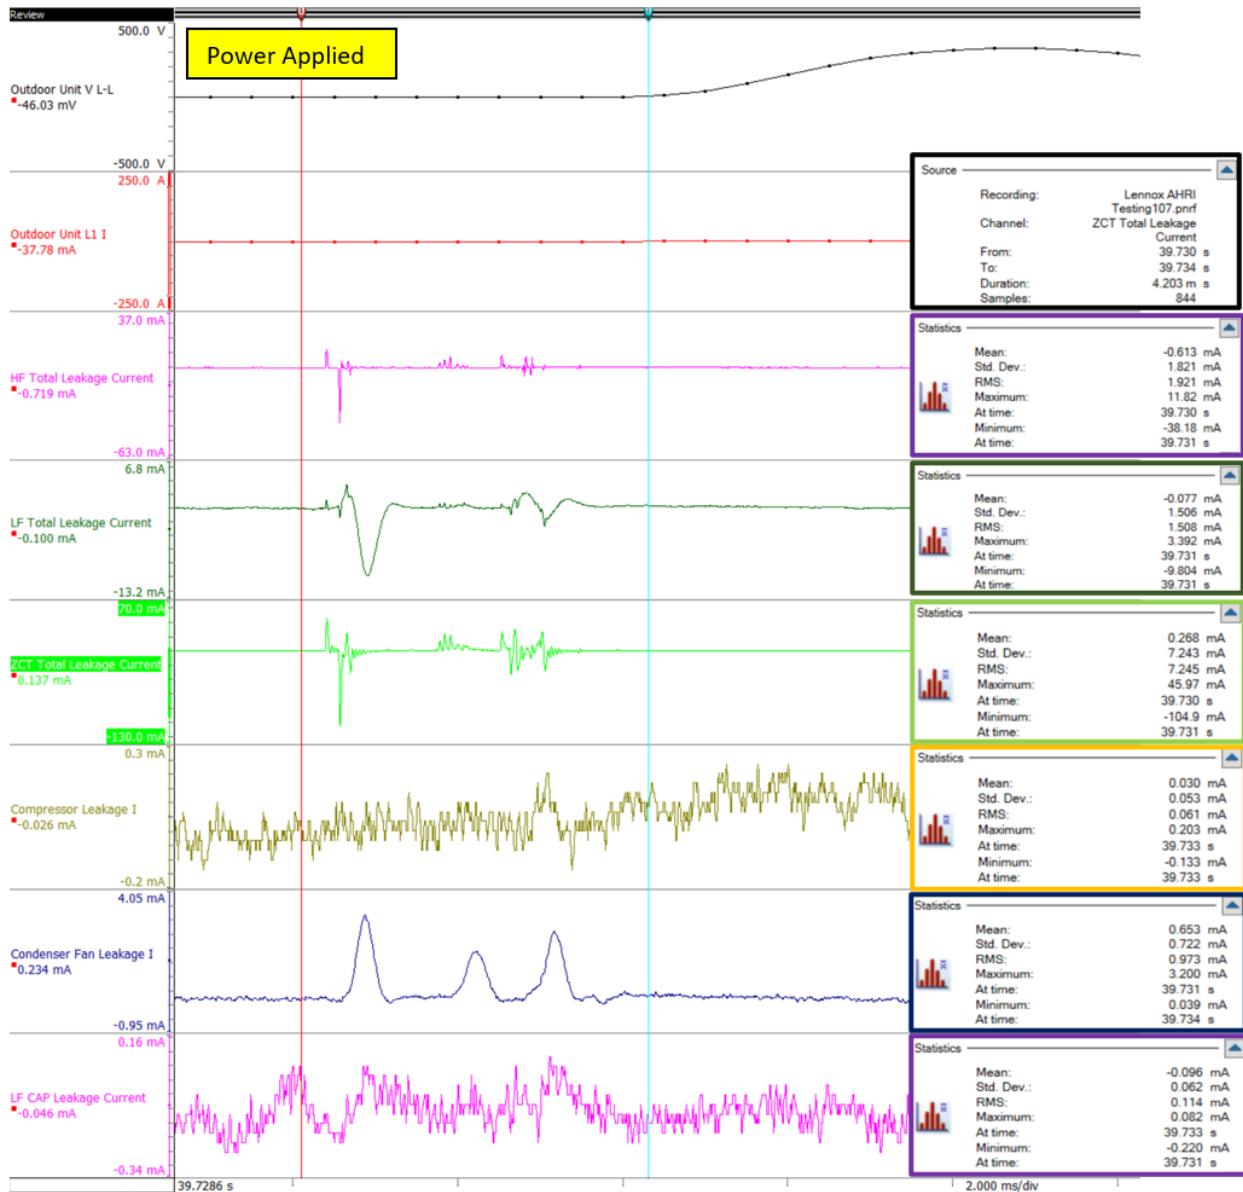 Review
500.0 V
Power Applied
Outdoor Unit V L-L
-46.03 mV
-500.0 V
250.0 A
Outdoor Unit L1 I
-37.78 mA
-250.0 A
37.0 mA
HF Total Leakage Current
-0.719 mA
-63.0 mA
6.8 mA
LF Total Leakage Current
-0.100 mA
-13.2 mA
70.0 mA
ZCT Total Leakage Current
0.137 mA
-130.0 mA
0.3 mA
Compressor Leakage I
-0.026 mA
-0.2 mA
4.05 mA
Condenser Fan Leakage I
0.234 mA
-0.95 mA
0.16 mA
LF CAP Leakage Current
-0.046 mA
-0.34 mA
39.7286 s
2.000 ms/div
Source
Recording: Lennox AHRI
Testing107.pnrf
Channel: ZCT Total Leakage
Current
From: 39.730 s
To: 39.734 s
Duration: 4.203 m s
Samples: 844
Statistics
Mean: -0.613 mA
Std. Dev.: 1.821 mA
RMS: 1.921 mA
Maximum: 11.82 mA
At time: 39.730 s
Minimum: -38.18 mA
At time: 39.731 s
Statistics
Mean: -0.077 mA
Std. Dev.: 1.506 mA
RMS: 1.508 mA
Maximum: 3.392 mA
At time: 39.731 s
Minimum: -9.804 mA
At time: 39.731 s
Statistics
Mean: 0.268 mA
Std. Dev.: 7.243 mA
RMS: 7.245 mA
Maximum: 45.97 mA
At time: 39.730 s
Minimum: -104.9 mA
At time: 39.731 s
Statistics
Mean: 0.030 mA
Std. Dev.: 0.053 mA
RMS: 0.061 mA
Maximum: 0.203 mA
At time: 39.733 s
Minimum: -0.133 mA
At time: 39.733 s
Statistics
Mean: 0.653 mA
Std. Dev.: 0.722 mA
RMS: 0.973 mA
Maximum: 3.200 mA
At time: 39.731 s
Minimum: 0.039 mA
At time: 39.734 s
Statistics
Mean: -0.096 mA
Std. Dev.: 0.062 mA
RMS: 0.114 mA
Maximum: 0.082 mA
At time: 39.733 s
Minimum: -0.220 mA
At time: 39.731 s